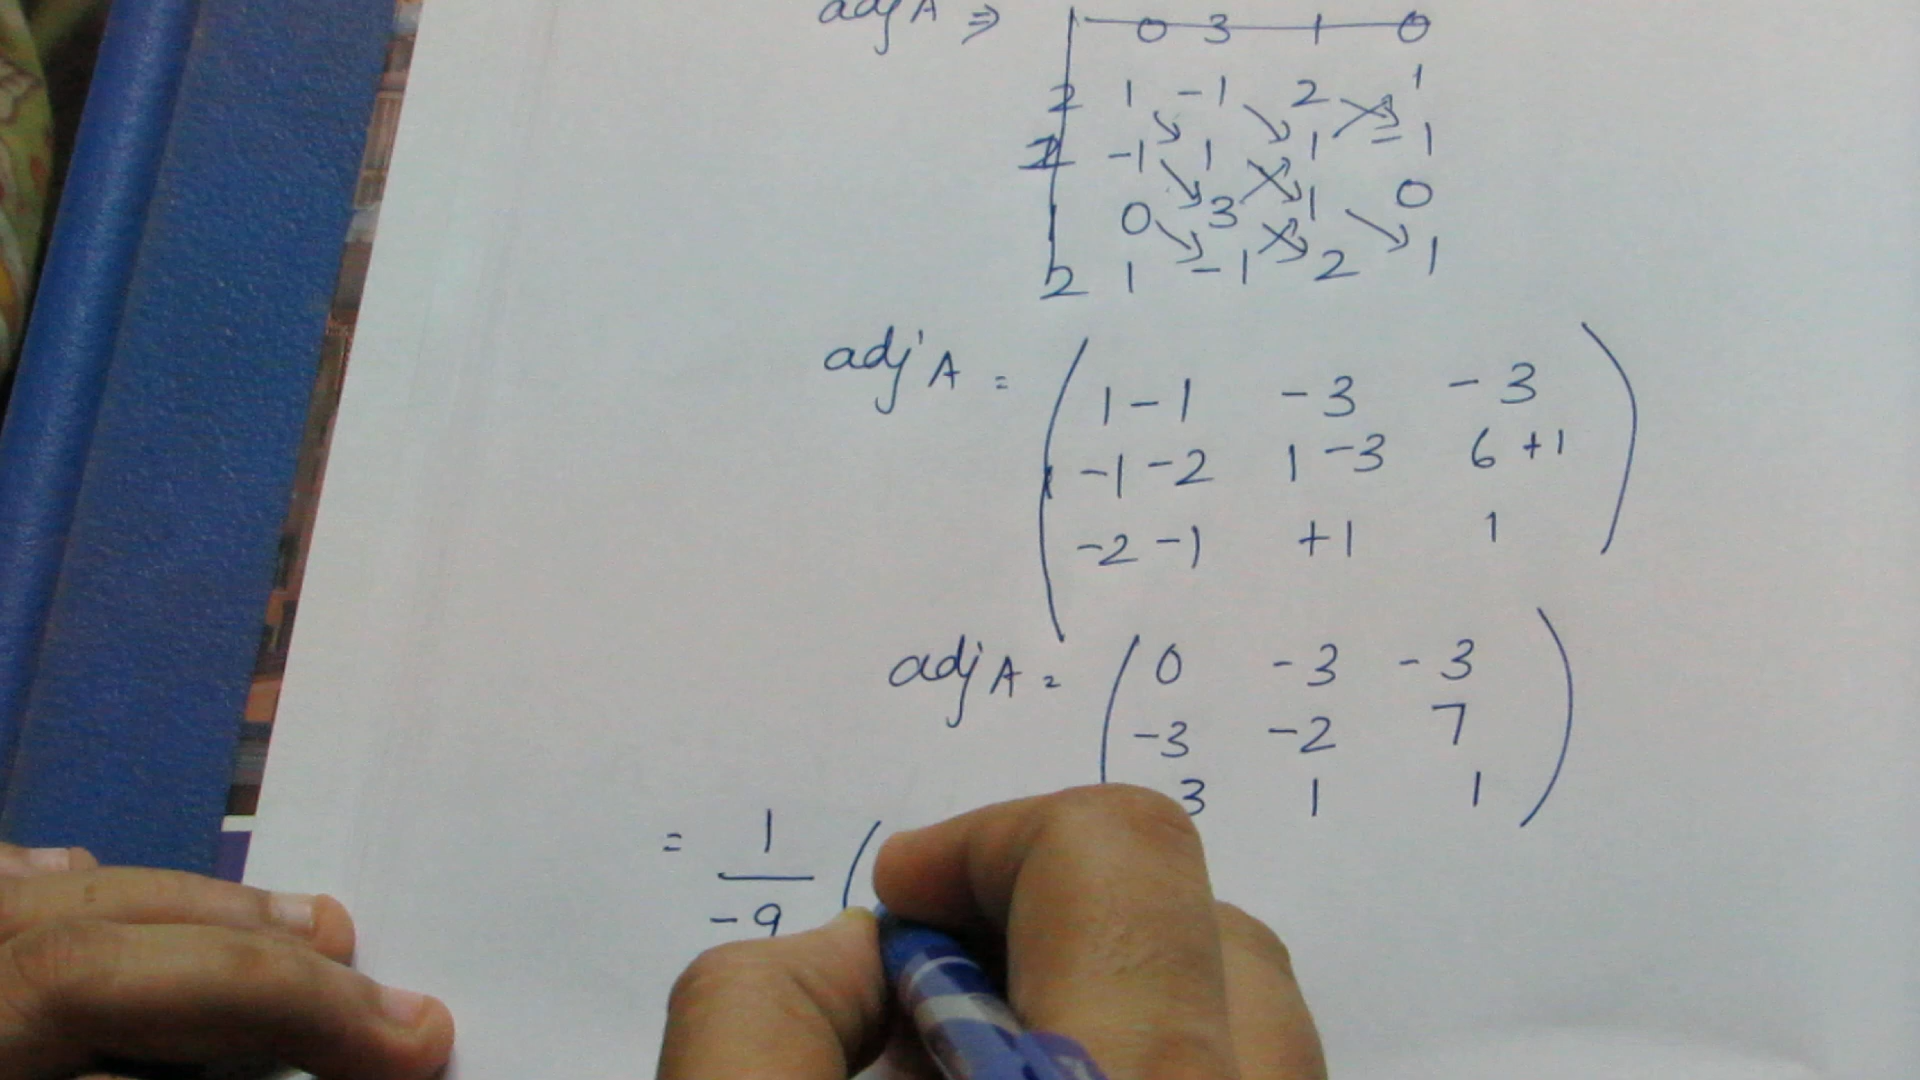 adj A ⇒ 0 3 1 0
2 1 -1 2 1
-1 1 1 1
0 3 1 0
2 1 -1 2 1
adj A =
1-1 -3 -3
-1-2 1-3 6+1
-2-1 +1 1
adj A =
0 -3 -3
-3 -2 7
3 1 1
= 1
-9